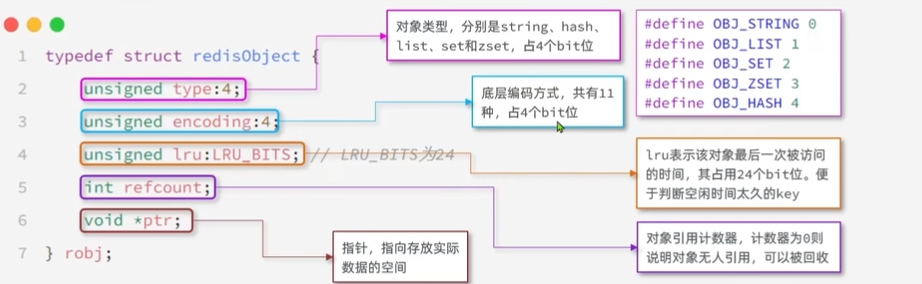 1 typedef struct redisObject {
2 unsigned type:4;
3 unsigned encoding:4;
4 unsigned lru:LRU_BITS; // LRU_BITS为24
5 int refcount;
6 void *ptr;
7 } robj;
对象类型，分别是string、hash、
list、set和zset，占4个bit位
#define OBJ_STRING 0
#define OBJ_LIST 1
#define OBJ_SET 2
#define OBJ_ZSET 3
#define OBJ_HASH 4
底层编码方式，共有11
种，占4个bit位
lru表示该对象最后一次被访问
的时间，其占用24个bit位。便
于判断空闲时间太久的key
对象引用计数器，计数器为0则
说明对象无人引用，可以被回收
指针，指向存放实际
数据的空间